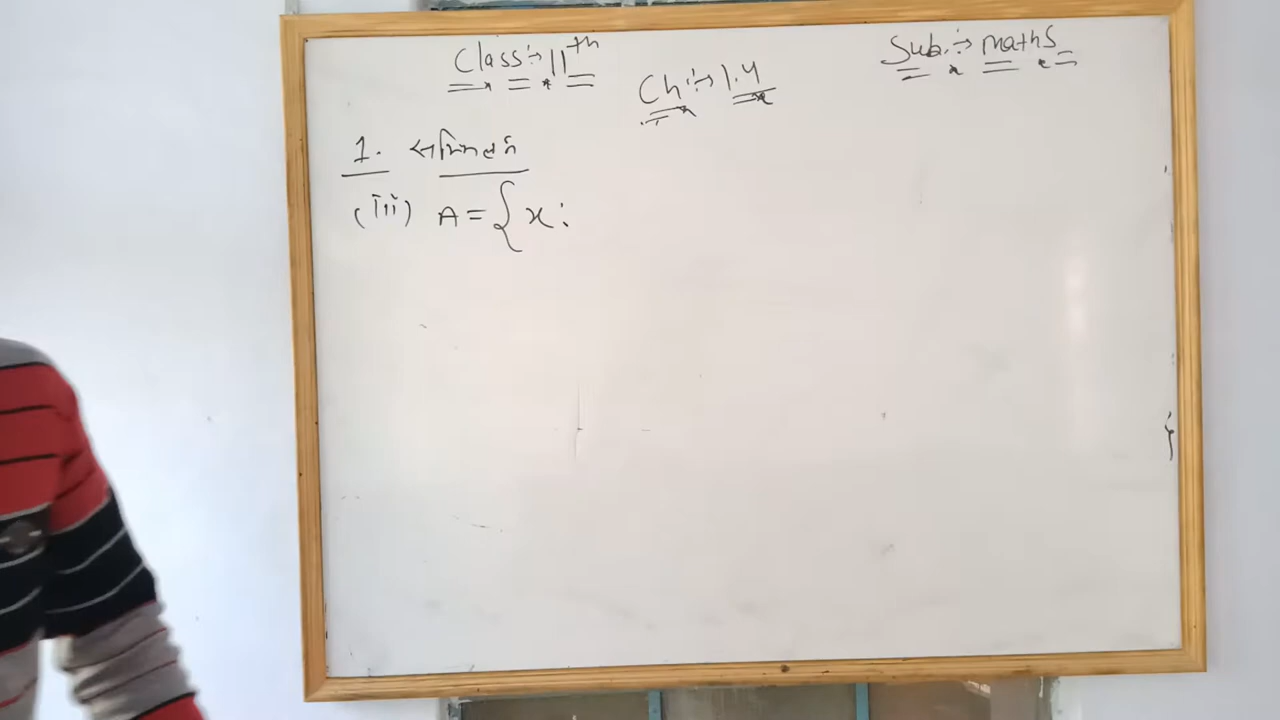 Class :→ 11th
Sub. :→ maths
Ch :→ 1.4
1.
(iii) A = { x :